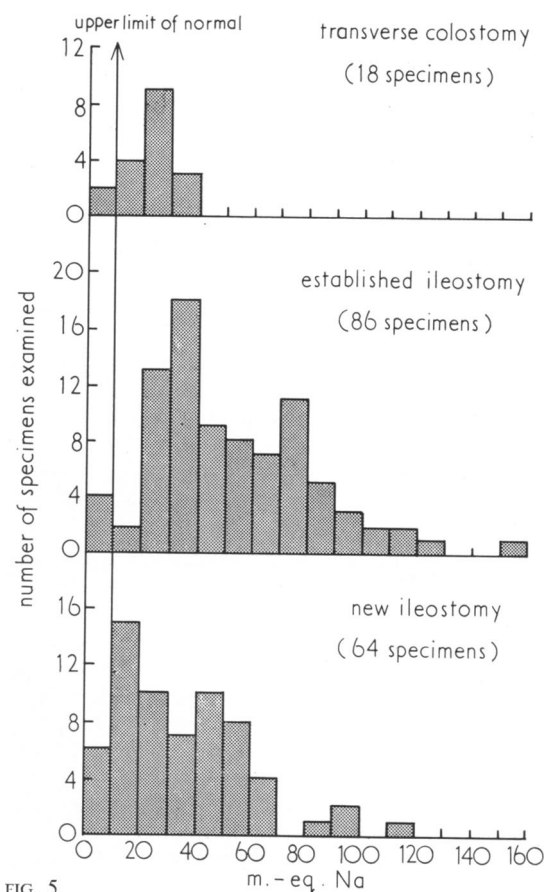 upper limit of normal
transverse colostomy
(18 specimens)
12
8
4
0
number of specimens examined
established ileostomy
(86 specimens)
20
16
12
8
4
0
new ileostomy
(64 specimens)
16
12
8
4
0
0 20 40 60 80 100 120 140 160
m.-eq. Na
FIG. 5